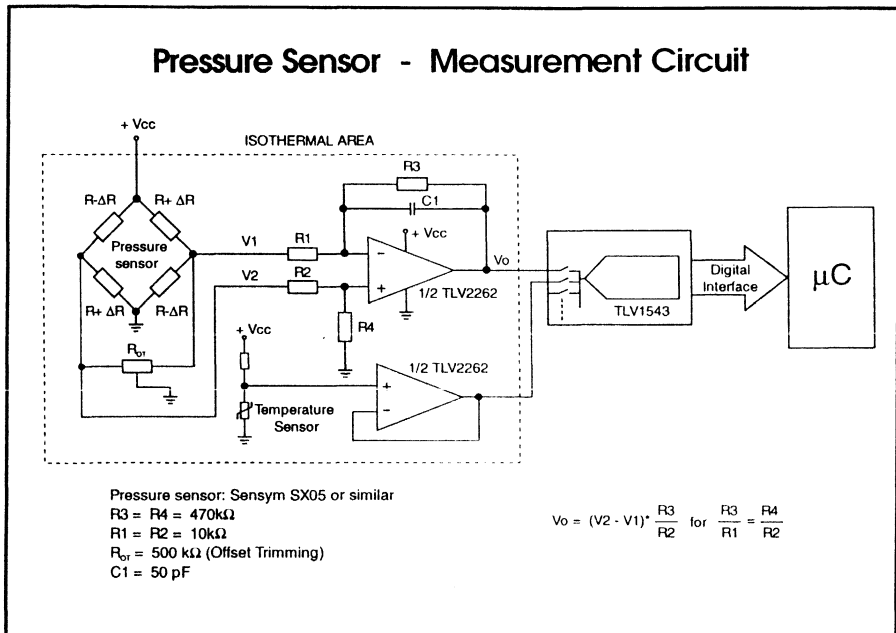 Pressure Sensor - Measurement Circuit
+ Vcc
ISOTHERMAL AREA
R-ΔR
R+ ΔR
Pressure
sensor
R+ ΔR
R-ΔR
R3
C1
V1
R1
+ Vcc
V2
R2
−
+
Vo
1/2 TLV2262
R4
R_OT
+ Vcc
1/2 TLV2262
+
−
Temperature
Sensor
TLV1543
Digital
Interface
μC
Pressure sensor: Sensym SX05 or similar
R3 = R4 = 470kΩ
R1 = R2 = 10kΩ
R_OT = 500 kΩ (Offset Trimming)
C1 = 50 pF
Vo = (V2 - V1)* R3/R2 for R3/R1 = R4/R2